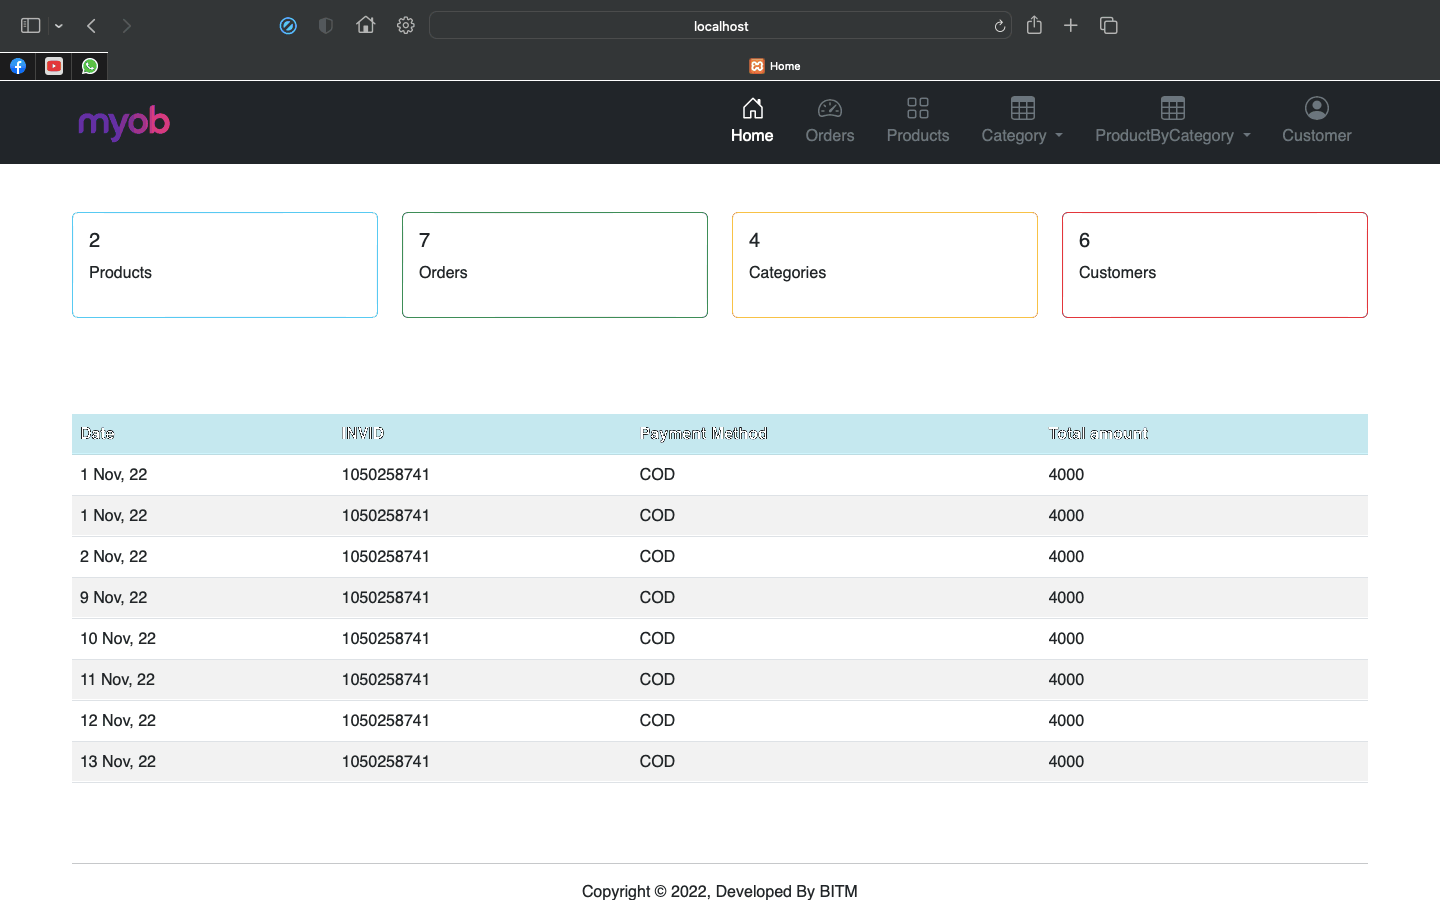 localhost
Home
myob
Home Orders Products Category ProductByCategory Customer
2 7 4 6
Products Orders Categories Customers
Date INVID Payment Method Total amount
1 Nov, 22 1050258741 COD 4000
1 Nov, 22 1050258741 COD 4000
2 Nov, 22 1050258741 COD 4000
9 Nov, 22 1050258741 COD 4000
10 Nov, 22 1050258741 COD 4000
11 Nov, 22 1050258741 COD 4000
12 Nov, 22 1050258741 COD 4000
13 Nov, 22 1050258741 COD 4000
Copyright © 2022, Developed By BITM